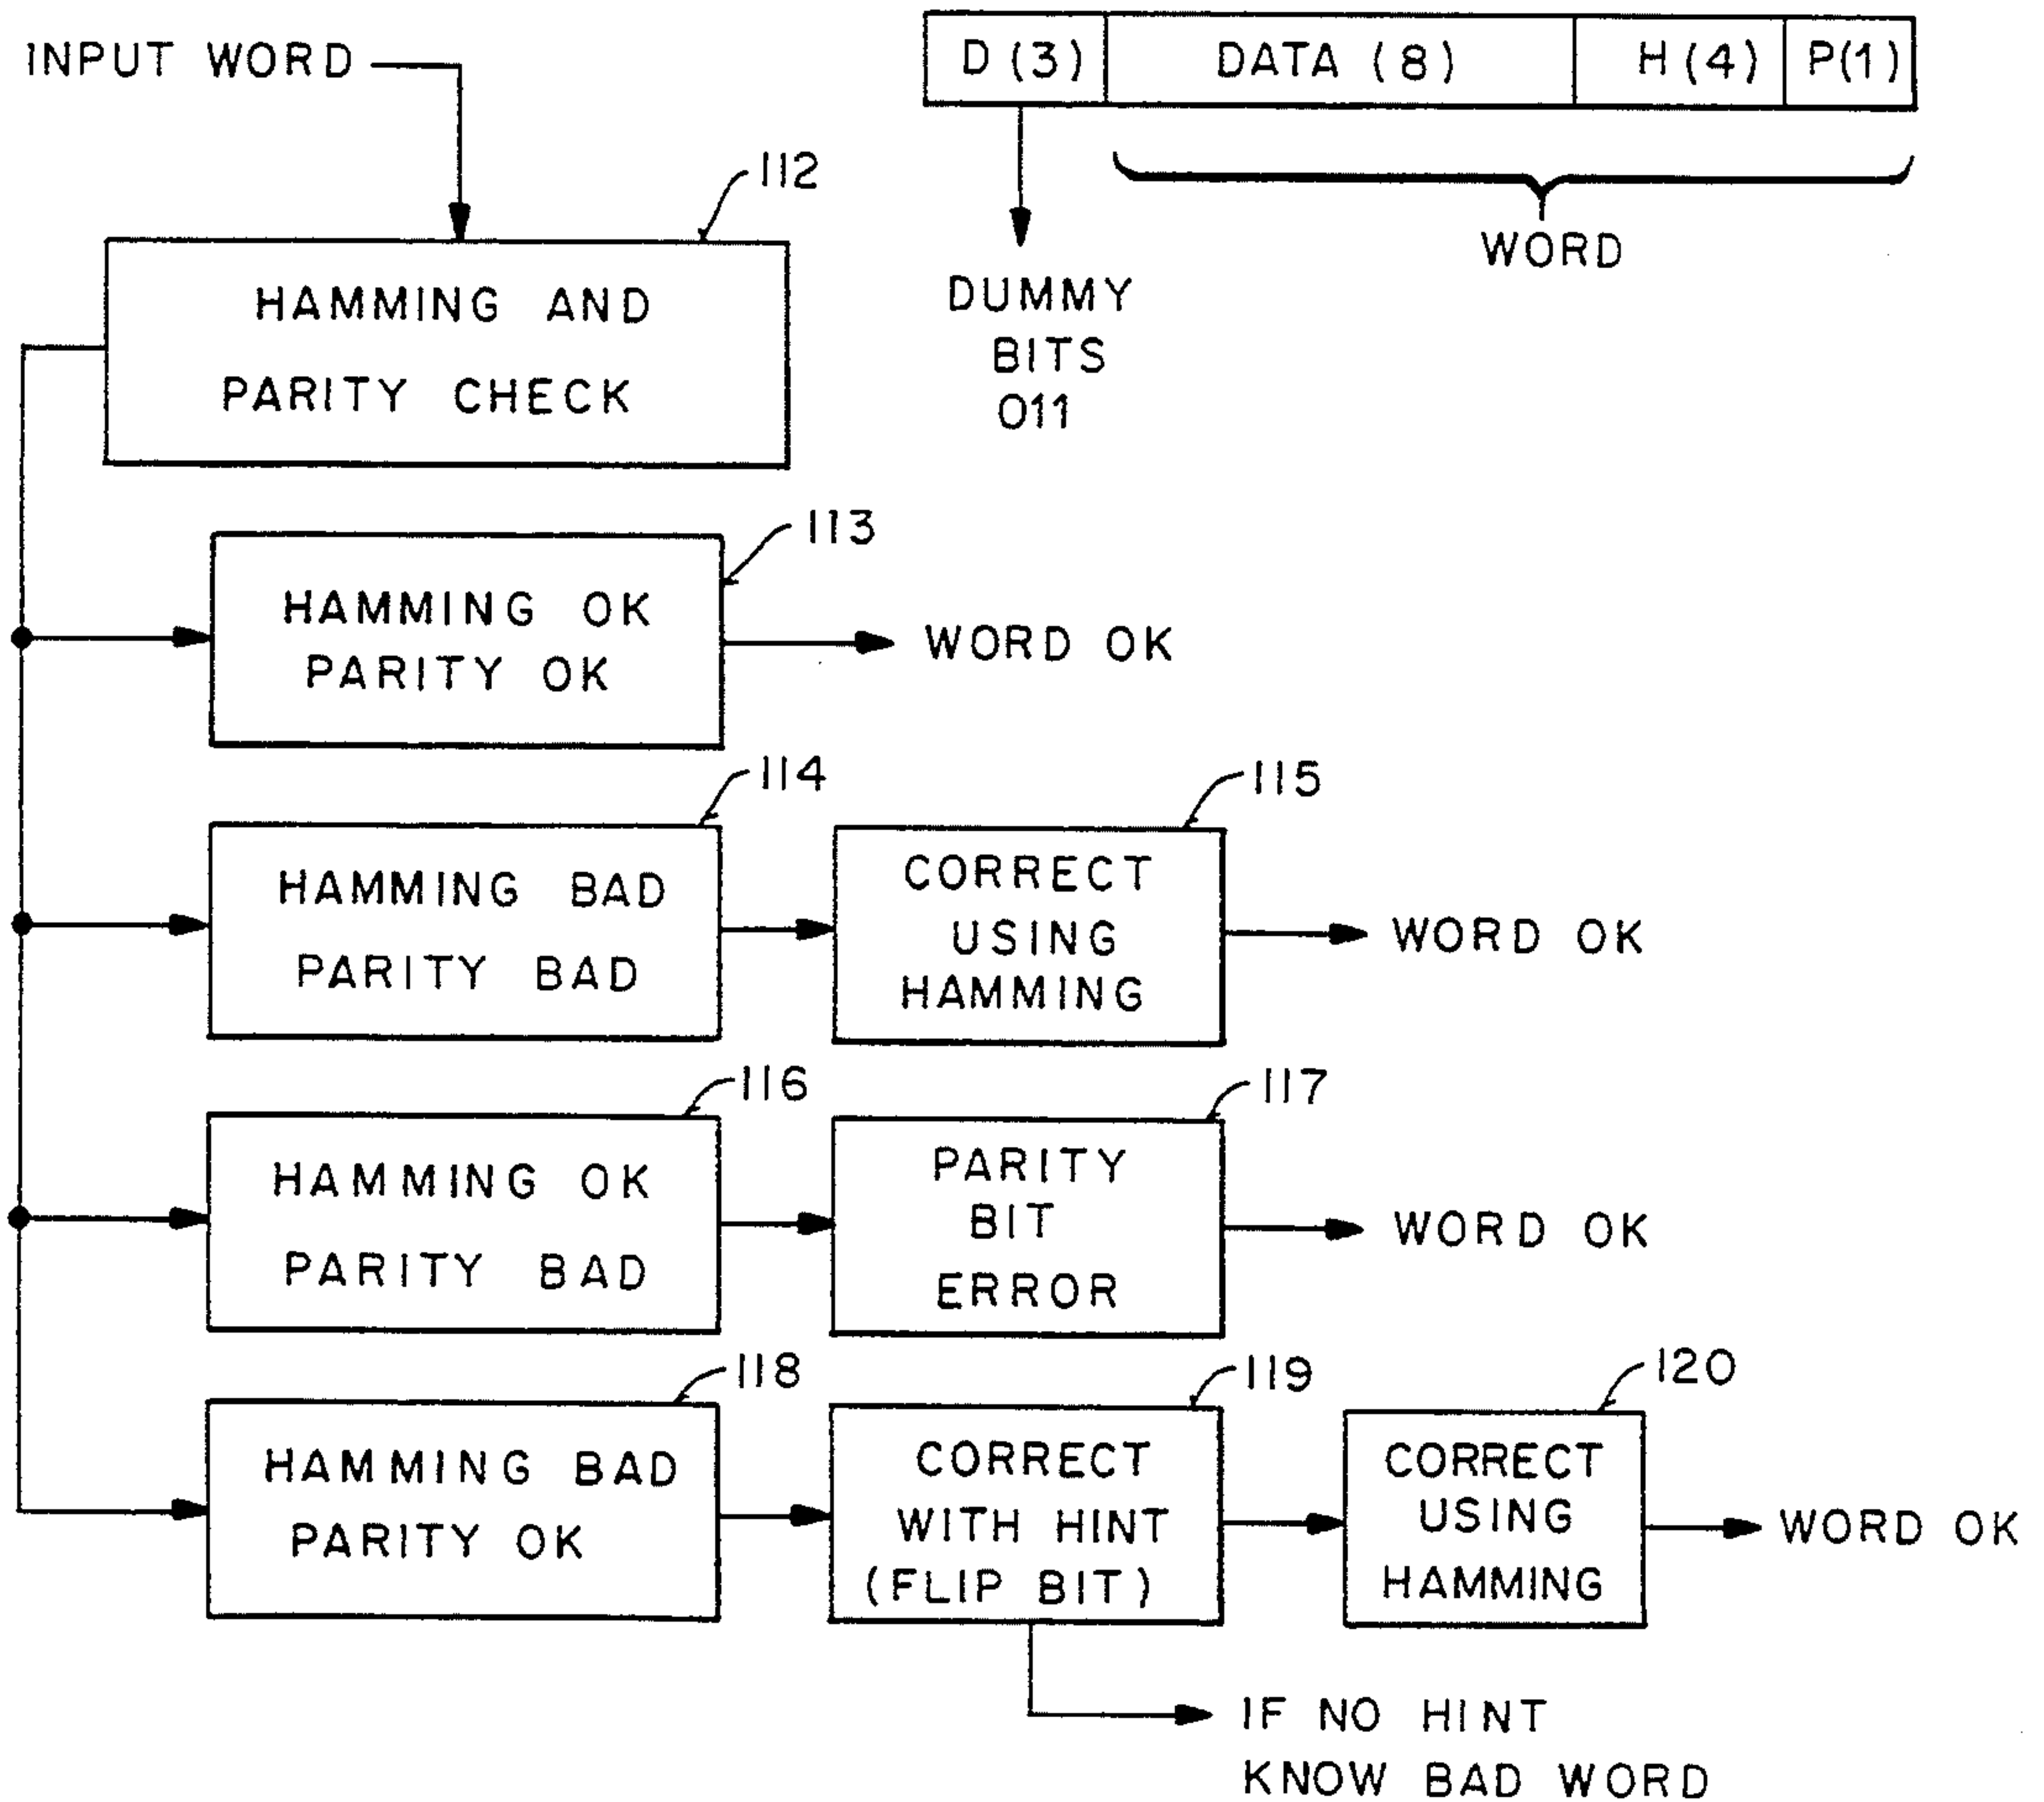 INPUT WORD
D (3) DATA (8) H (4) P(1)
WORD
DUMMY
BITS
011
112
HAMMING AND
PARITY CHECK
113
HAMMING OK
PARITY OK
WORD OK
114
HAMMING BAD
PARITY BAD
115
CORRECT
USING
HAMMING
WORD OK
116
HAMMING OK
PARITY BAD
117
PARITY
BIT
ERROR
WORD OK
118
HAMMING BAD
PARITY OK
119
CORRECT
WITH HINT
(FLIP BIT)
120
CORRECT
USING
HAMMING
WORD OK
IF NO HINT
KNOW BAD WORD